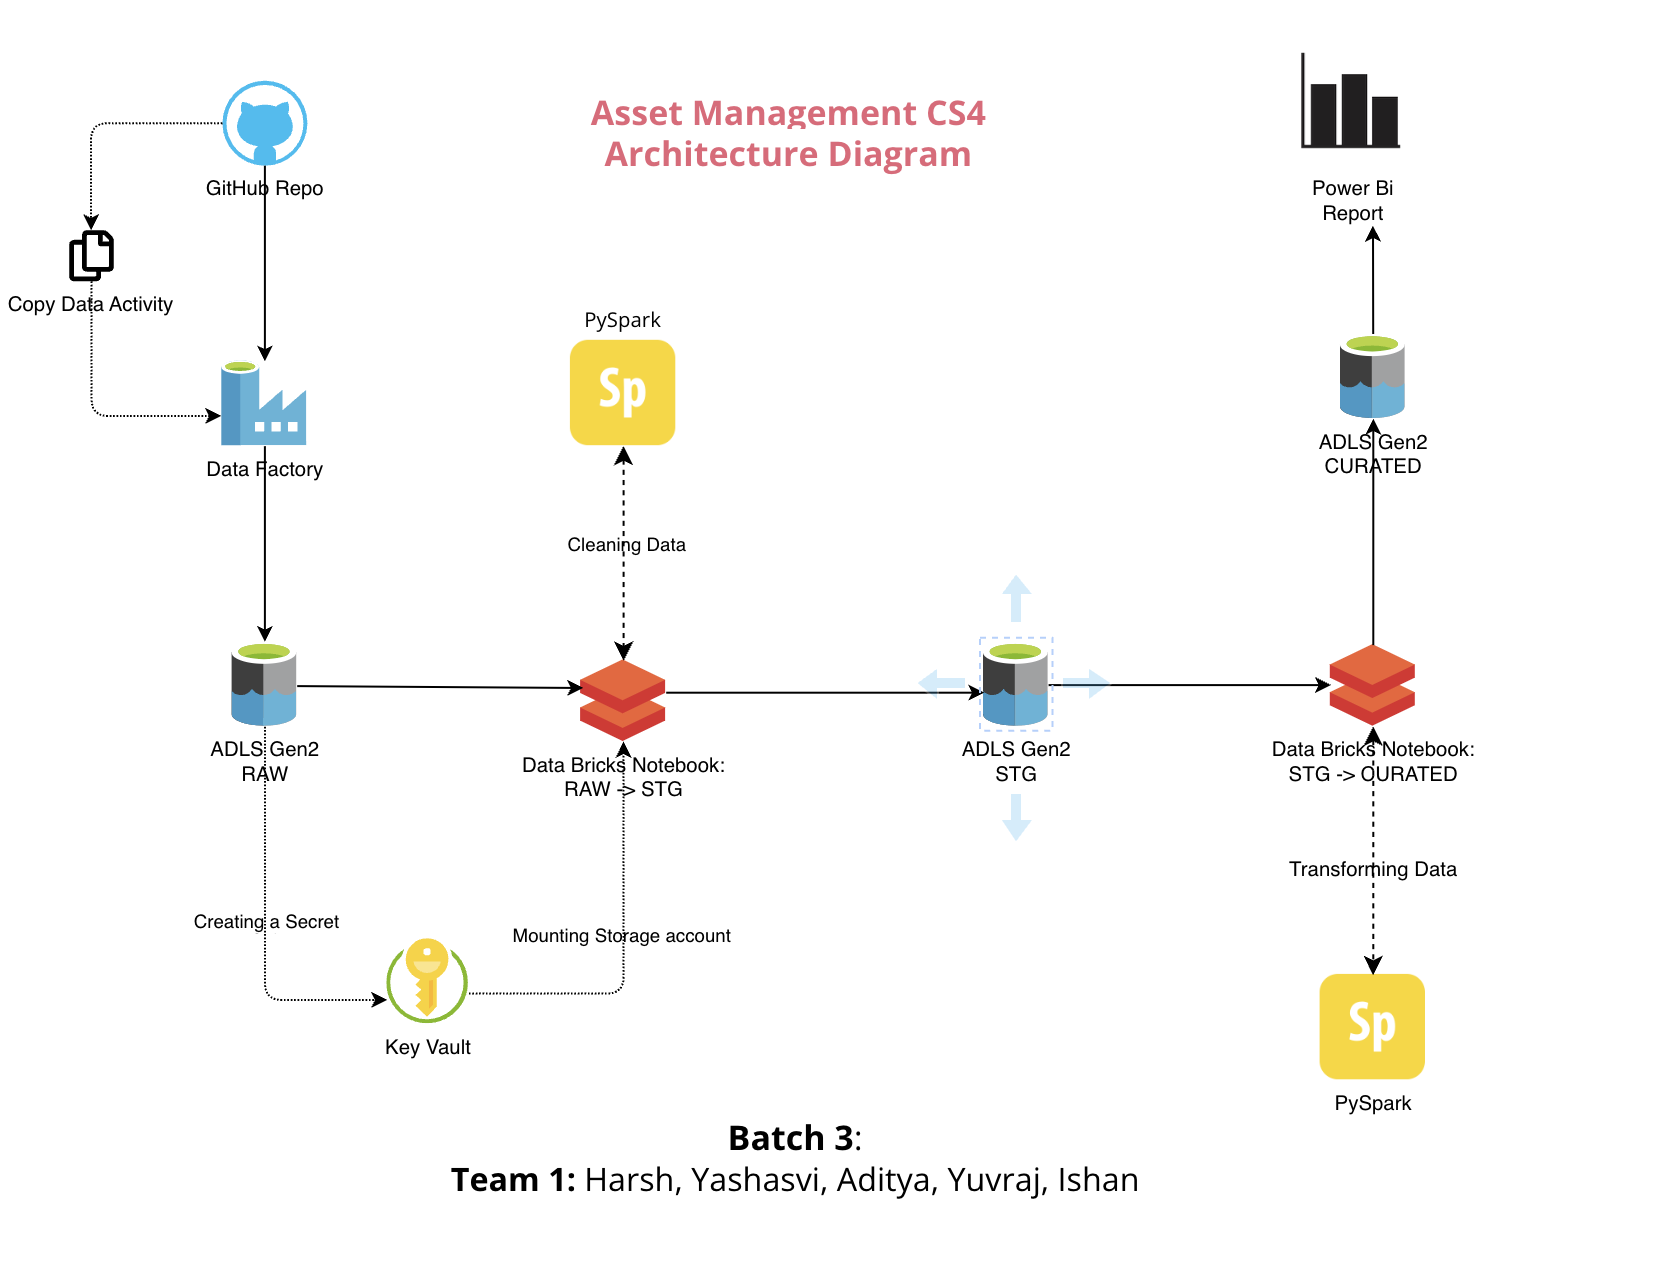 Asset Management CS4
Architecture Diagram
GitHub Repo
Power Bi
Report
Copy Data Activity
PySpark
Sp
Data Factory
ADLS Gen2
CURATED
Cleaning Data
ADLS Gen2
RAW
Data Bricks Notebook:
RAW -> STG
ADLS Gen2
STG
Data Bricks Notebook:
STG -> CURATED
Transforming Data
Creating a Secret
Mounting Storage account
Key Vault
Sp
PySpark
Batch 3:
Team 1: Harsh, Yashasvi, Aditya, Yuvraj, Ishan